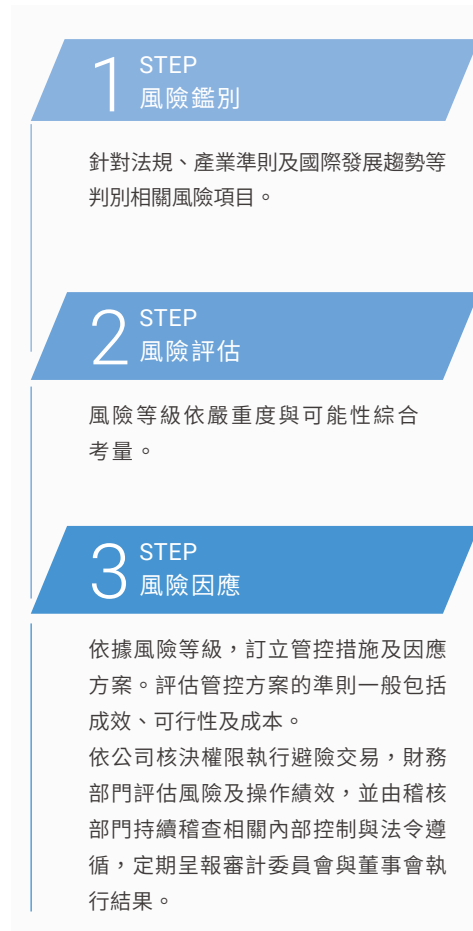 1 STEP
風險鑑別
針對法規、產業準則及國際發展趨勢等
判別相關風險項目。
2 STEP
風險評估
風險等級依嚴重度與可能性綜合
考量。
3 STEP
風險因應
依據風險等級，訂立管控措施及因應
方案。評估管控方案的準則一般包括
成效、可行性及成本。
依公司核決權限執行避險交易，財務
部門評估風險及操作績效，並由稽核
部門持續稽查相關內部控制與法令遵
循，定期呈報審計委員會與董事會執
行結果。